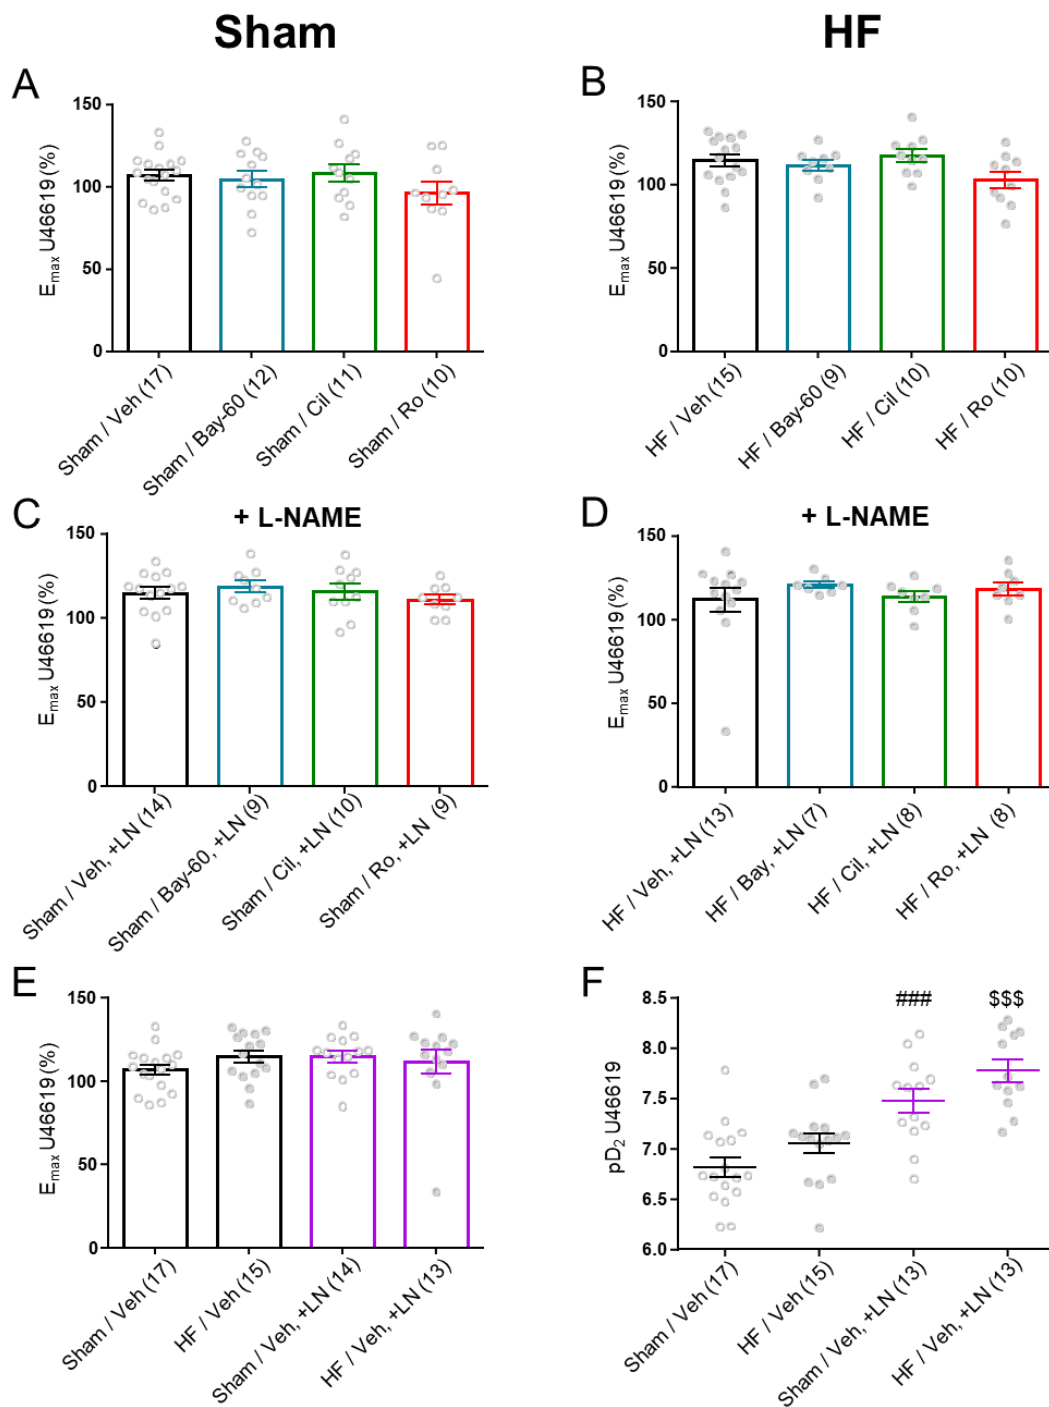 Sham
HF
A
E_max U46619 (%)
150
100
50
0
Sham / Veh (17)
Sham / Bay-60 (12)
Sham / Cil (11)
Sham / Ro (10)
B
E_max U46619 (%)
150
100
50
0
HF / Veh (15)
HF / Bay-60 (9)
HF / Cil (10)
HF / Ro (10)
C
+ L-NAME
E_max U46619 (%)
150
100
50
0
Sham / Veh, +LN (14)
Sham / Bay-60, +LN (9)
Sham / Cil, +LN (10)
Sham / Ro, +LN (9)
D
+ L-NAME
E_max U46619 (%)
150
100
50
0
HF / Veh, +LN (13)
HF / Bay, +LN (7)
HF / Cil, +LN (8)
HF / Ro, +LN (8)
E
E_max U46619 (%)
150
100
50
0
Sham / Veh (17)
HF / Veh (15)
Sham / Veh, +LN (14)
HF / Veh, +LN (13)
F
pD₂ U46619
8.5
8.0
7.5
7.0
6.5
6.0
###
$$$
Sham / Veh (17)
HF / Veh (15)
Sham / Veh, +LN (13)
HF / Veh, +LN (13)